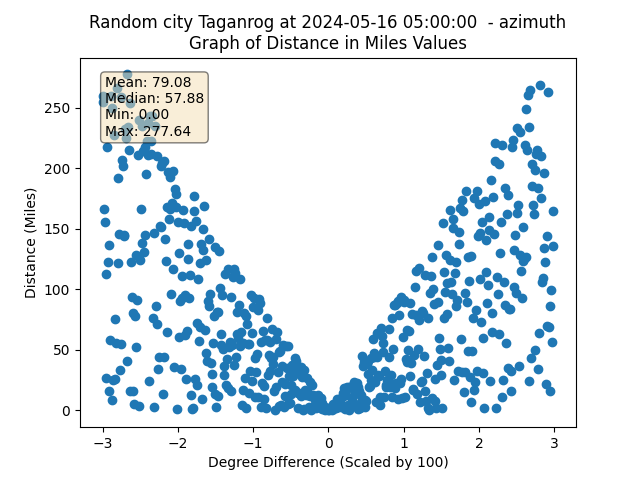 Random city Taganrog at 2024-05-16 05:00:00  - azimuth
Graph of Distance in Miles Values
Mean: 79.08
Median: 57.88
Min: 0.00
Max: 277.64
250
200
150
100
50
0
Distance (Miles)
−3 −2 −1 0 1 2 3
Degree Difference (Scaled by 100)